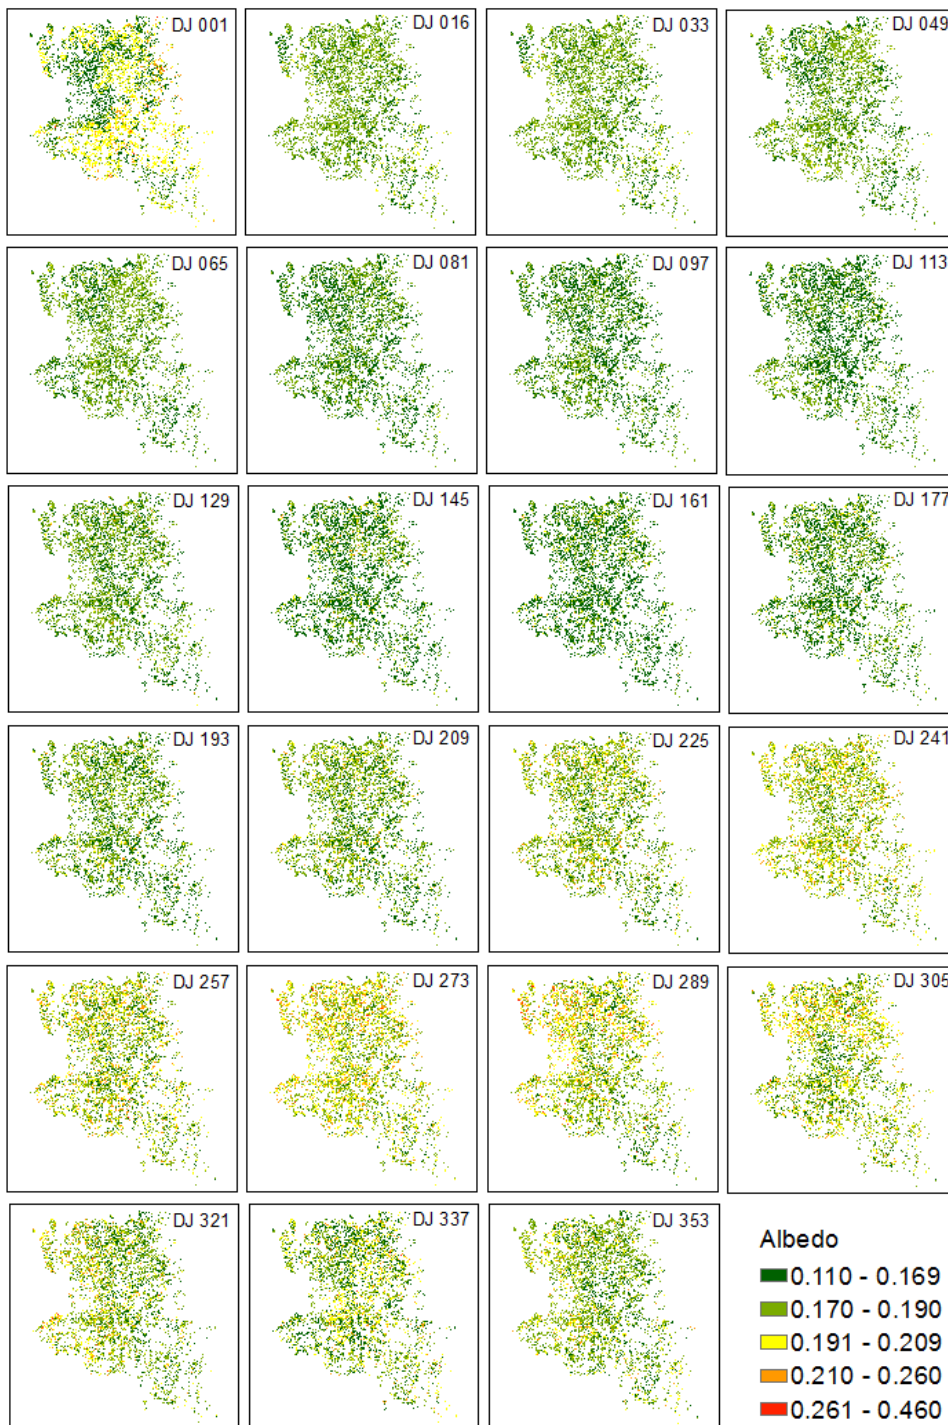 DJ 001
DJ 016
DJ 033
DJ 049
DJ 065
DJ 081
DJ 097
DJ 113
DJ 129
DJ 145
DJ 161
DJ 177
DJ 193
DJ 209
DJ 225
DJ 241
DJ 257
DJ 273
DJ 289
DJ 305
DJ 321
DJ 337
DJ 353
Albedo
0.110 - 0.169
0.170 - 0.190
0.191 - 0.209
0.210 - 0.260
0.261 - 0.460